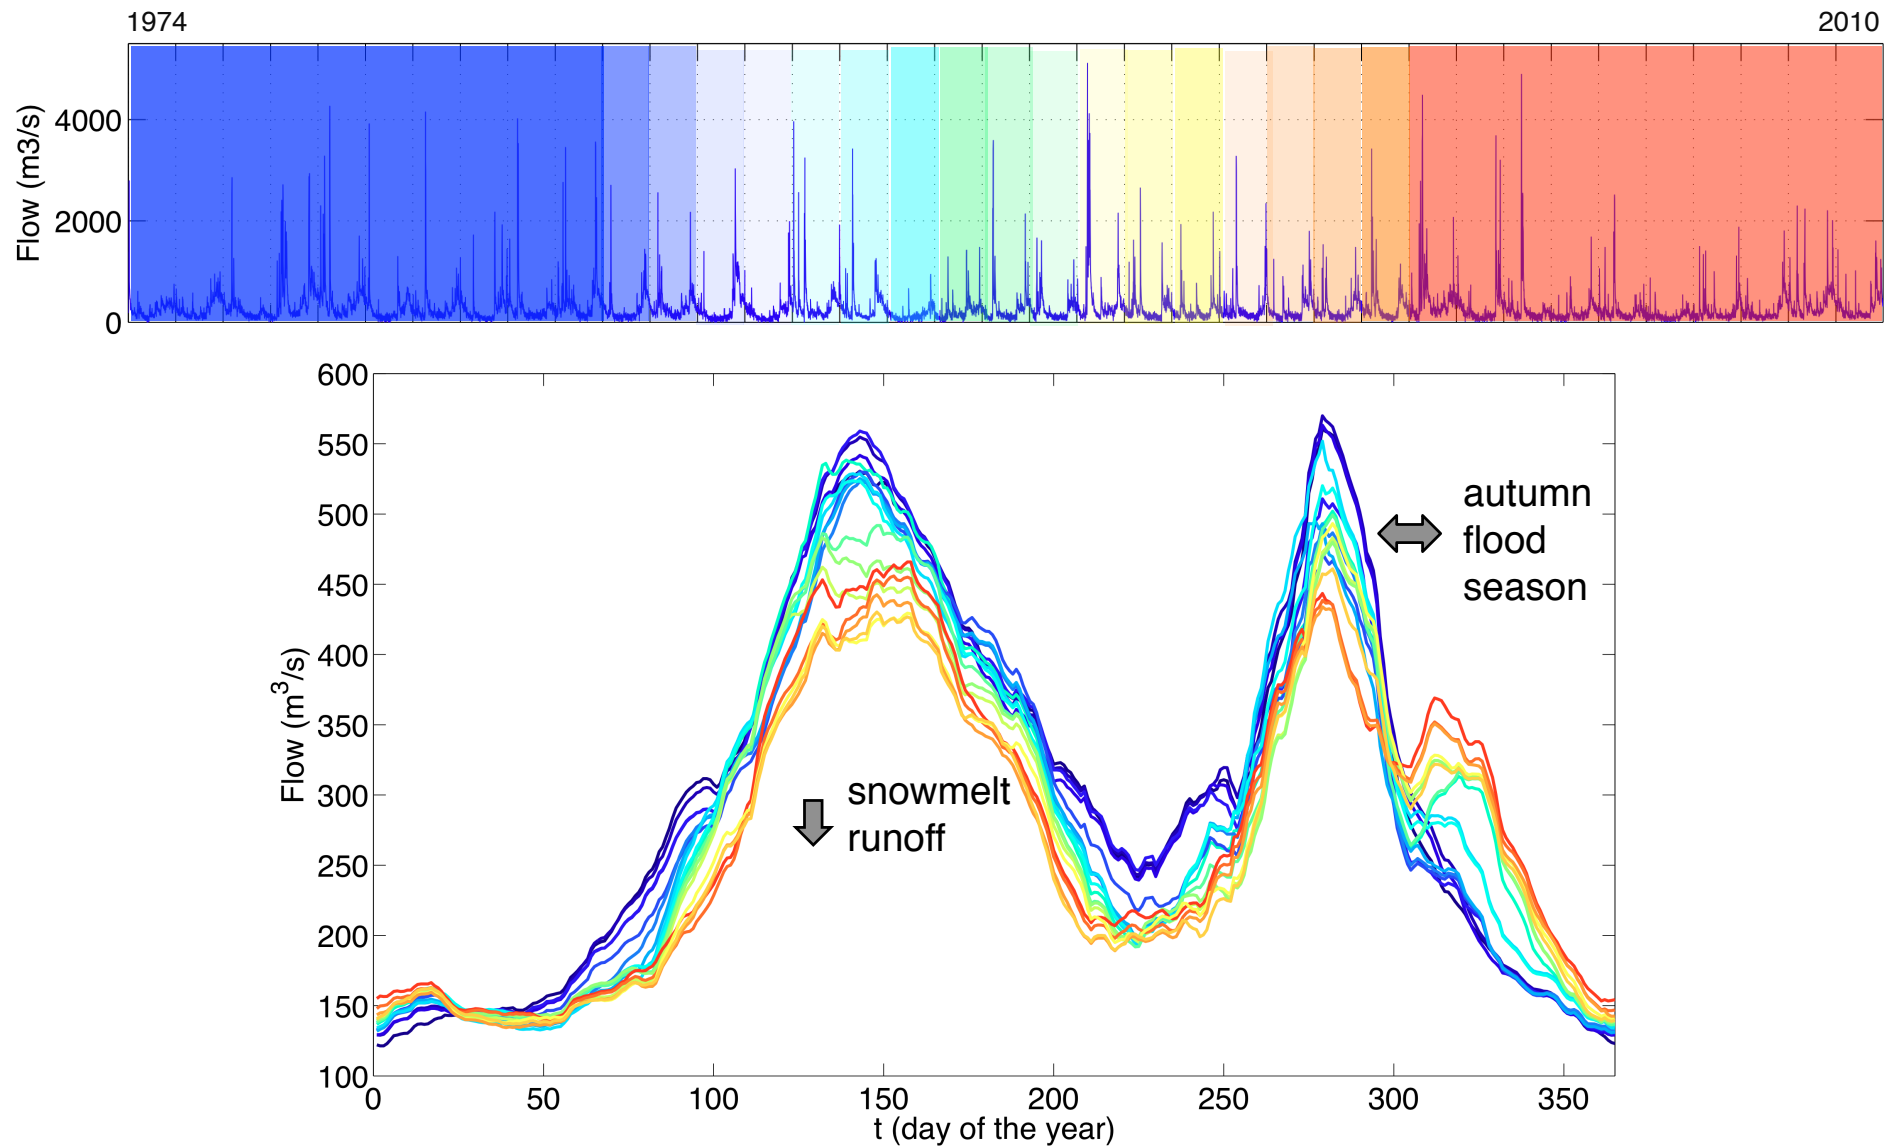 1974 2010
Flow (m3/s)
4000
2000
0
600
550
500
450
400
350
300
250
200
150
100
Flow (m³/s)
autumn
flood
season
snowmelt
runoff
0 50 100 150 200 250 300 350
t (day of the year)